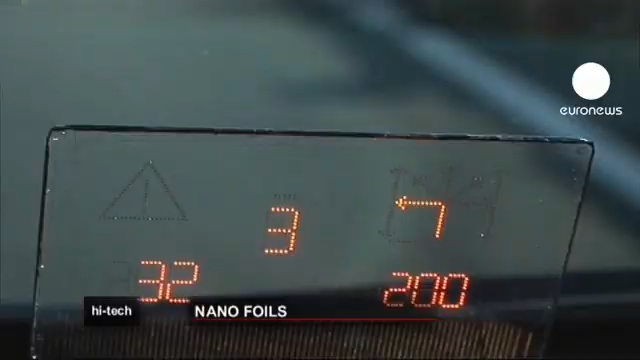 euronews
3
32
200
hi-tech
NANO FOILS